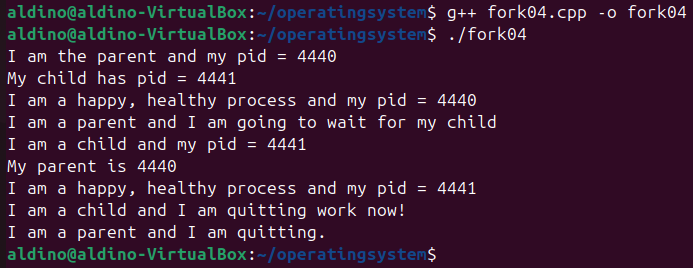 aldino@aldino-VirtualBox:~/operatingsystem$ g++ fork04.cpp -o fork04
aldino@aldino-VirtualBox:~/operatingsystem$ ./fork04
I am the parent and my pid = 4440
My child has pid = 4441
I am a happy, healthy process and my pid = 4440
I am a parent and I am going to wait for my child
I am a child and my pid = 4441
My parent is 4440
I am a happy, healthy process and my pid = 4441
I am a child and I am quitting work now!
I am a parent and I am quitting.
aldino@aldino-VirtualBox:~/operatingsystem$